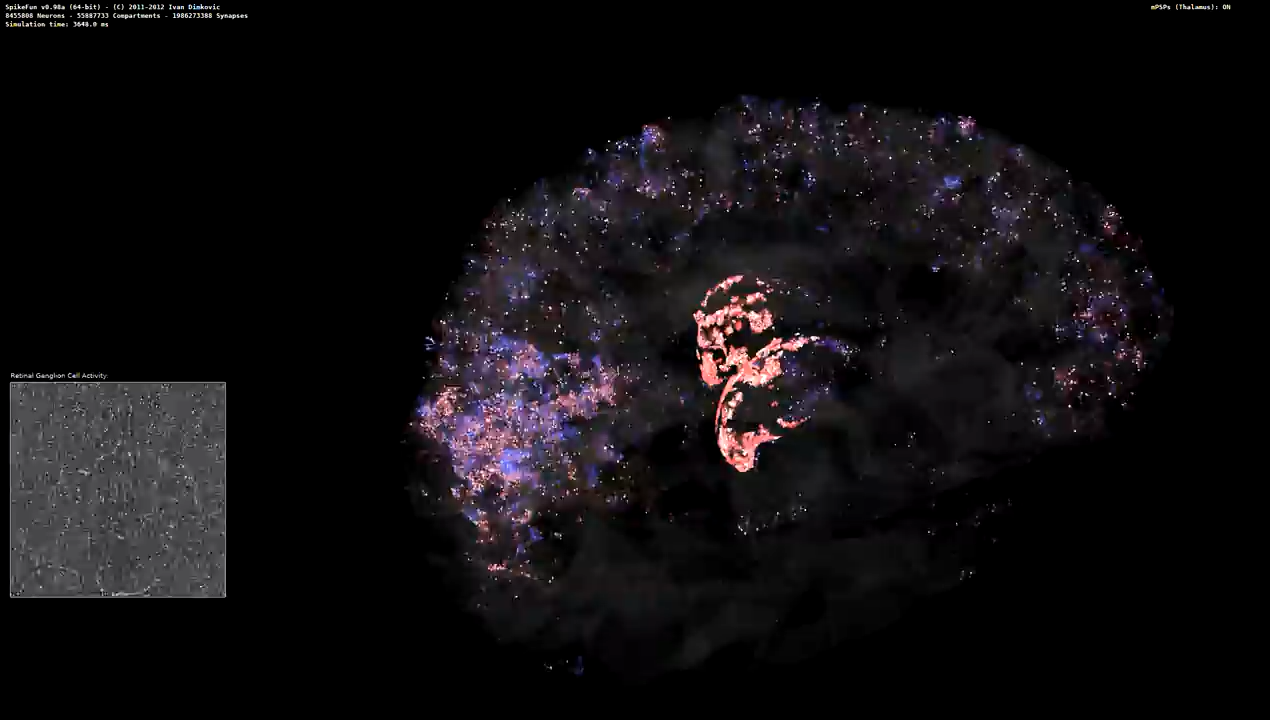 SpikeFun v0.98a (64-bit) - (C) 2011-2012 Ivan Dimkovic
8455808 Neurons - 55887733 Compartments - 1986273388 Synapses
Simulation time: 3648.0 ms
mPSPs (Thalamus): ON
Retinal Ganglion Cell Activity: